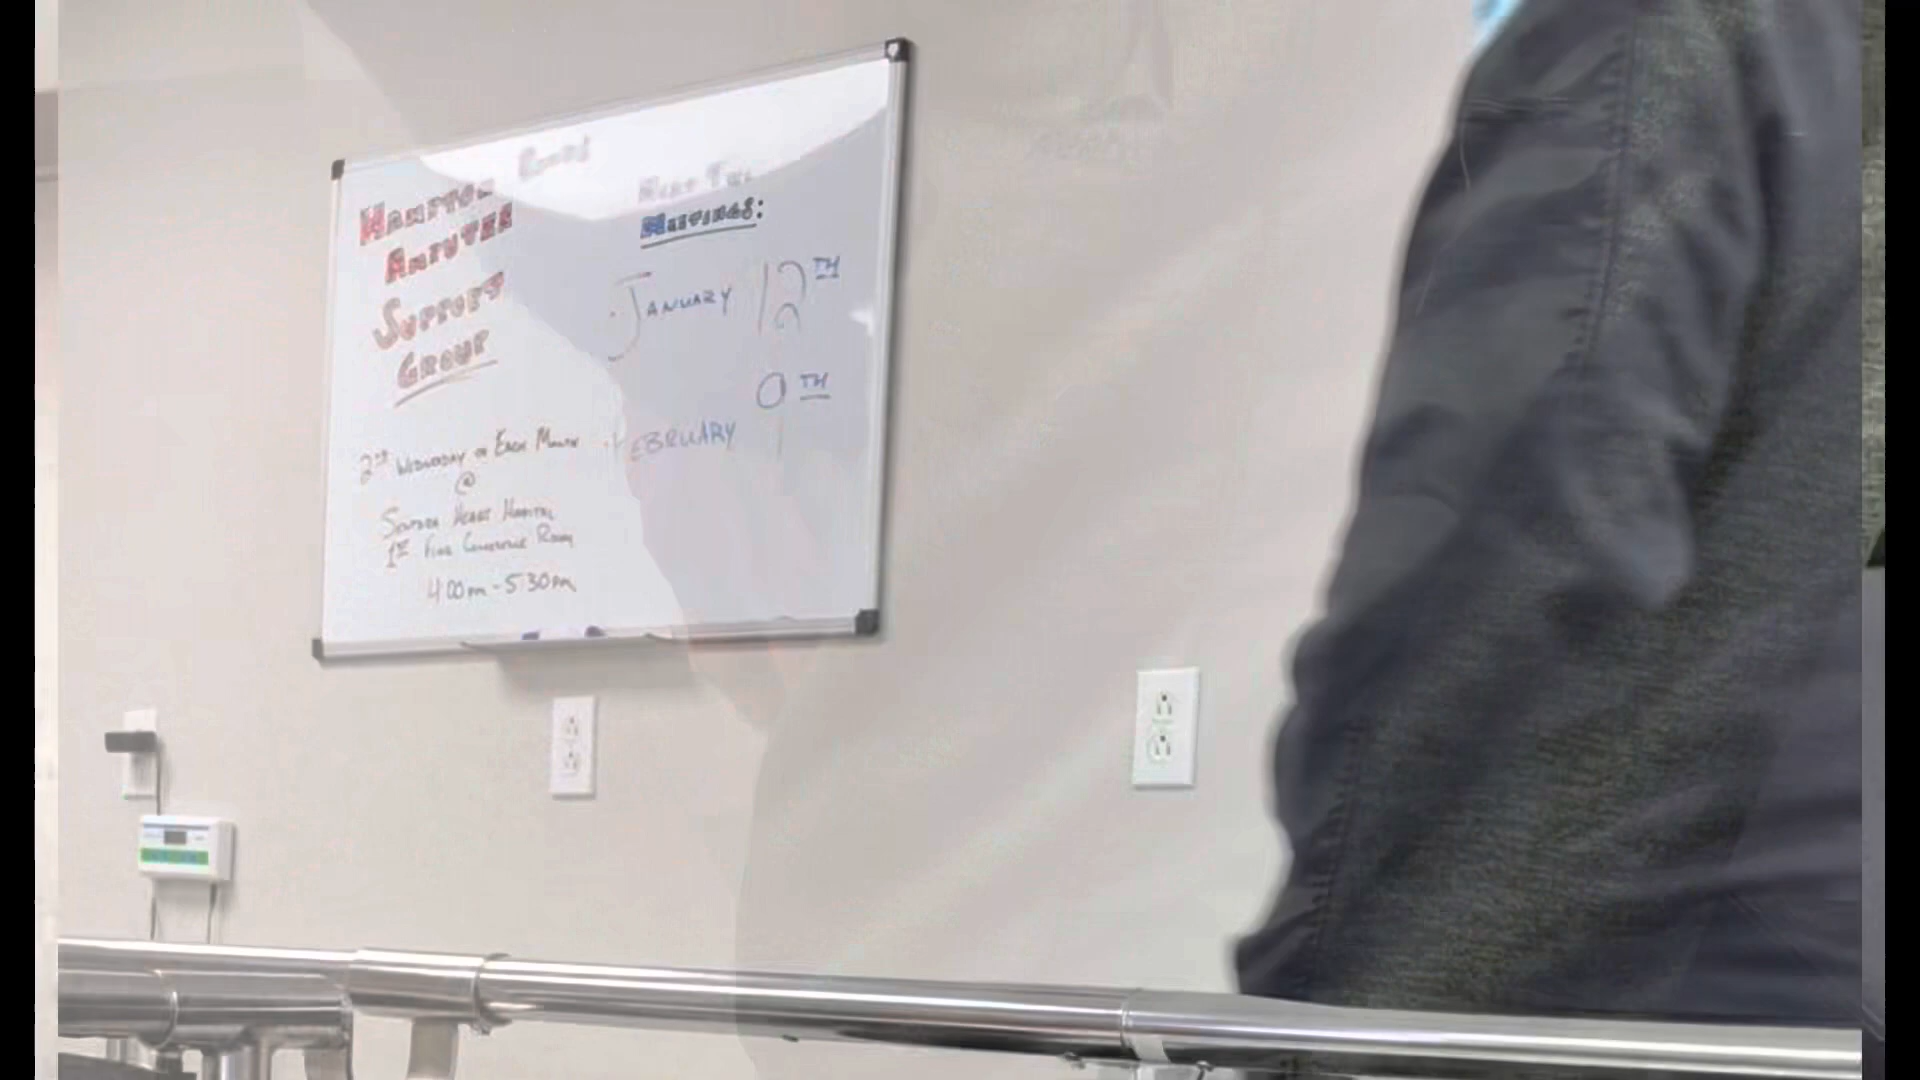 Hampton Roads
Amputee
Support
Group
2nd Wednesday of Each Month
@
Sentara Heart Hospital
1st Floor Conference Room
4:00pm - 5:30pm
Next Two
Meetings:
· January 12TH
· February 9TH